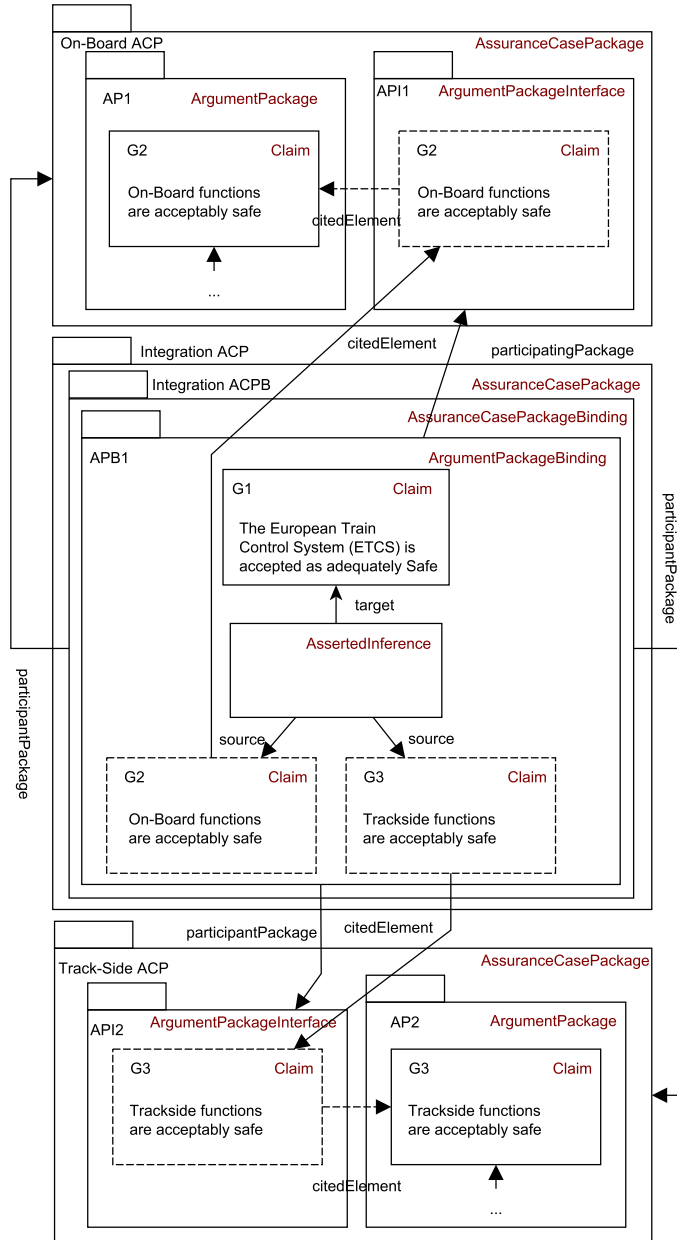 On-Board ACP
AssuranceCasePackage
AP1
ArgumentPackage
API1
ArgumentPackageInterface
G2
Claim
On-Board functions
are acceptably safe
...
citedElement
G2
Claim
On-Board functions
are acceptably safe
citedElement
participatingPackage
Integration ACP
AssuranceCasePackage
Integration ACPB
AssuranceCasePackageBinding
APB1
ArgumentPackageBinding
G1
Claim
The European Train
Control System (ETCS) is
accepted as adequately Safe
target
AssertedInference
source
source
G2
Claim
On-Board functions
are acceptably safe
G3
Claim
Trackside functions
are acceptably safe
participantPackage
participantPackage
participantPackage
citedElement
Track-Side ACP
AssuranceCasePackage
API2
ArgumentPackageInterface
AP2
ArgumentPackage
G3
Claim
Trackside functions
are acceptably safe
citedElement
G3
Claim
Trackside functions
are acceptably safe
...